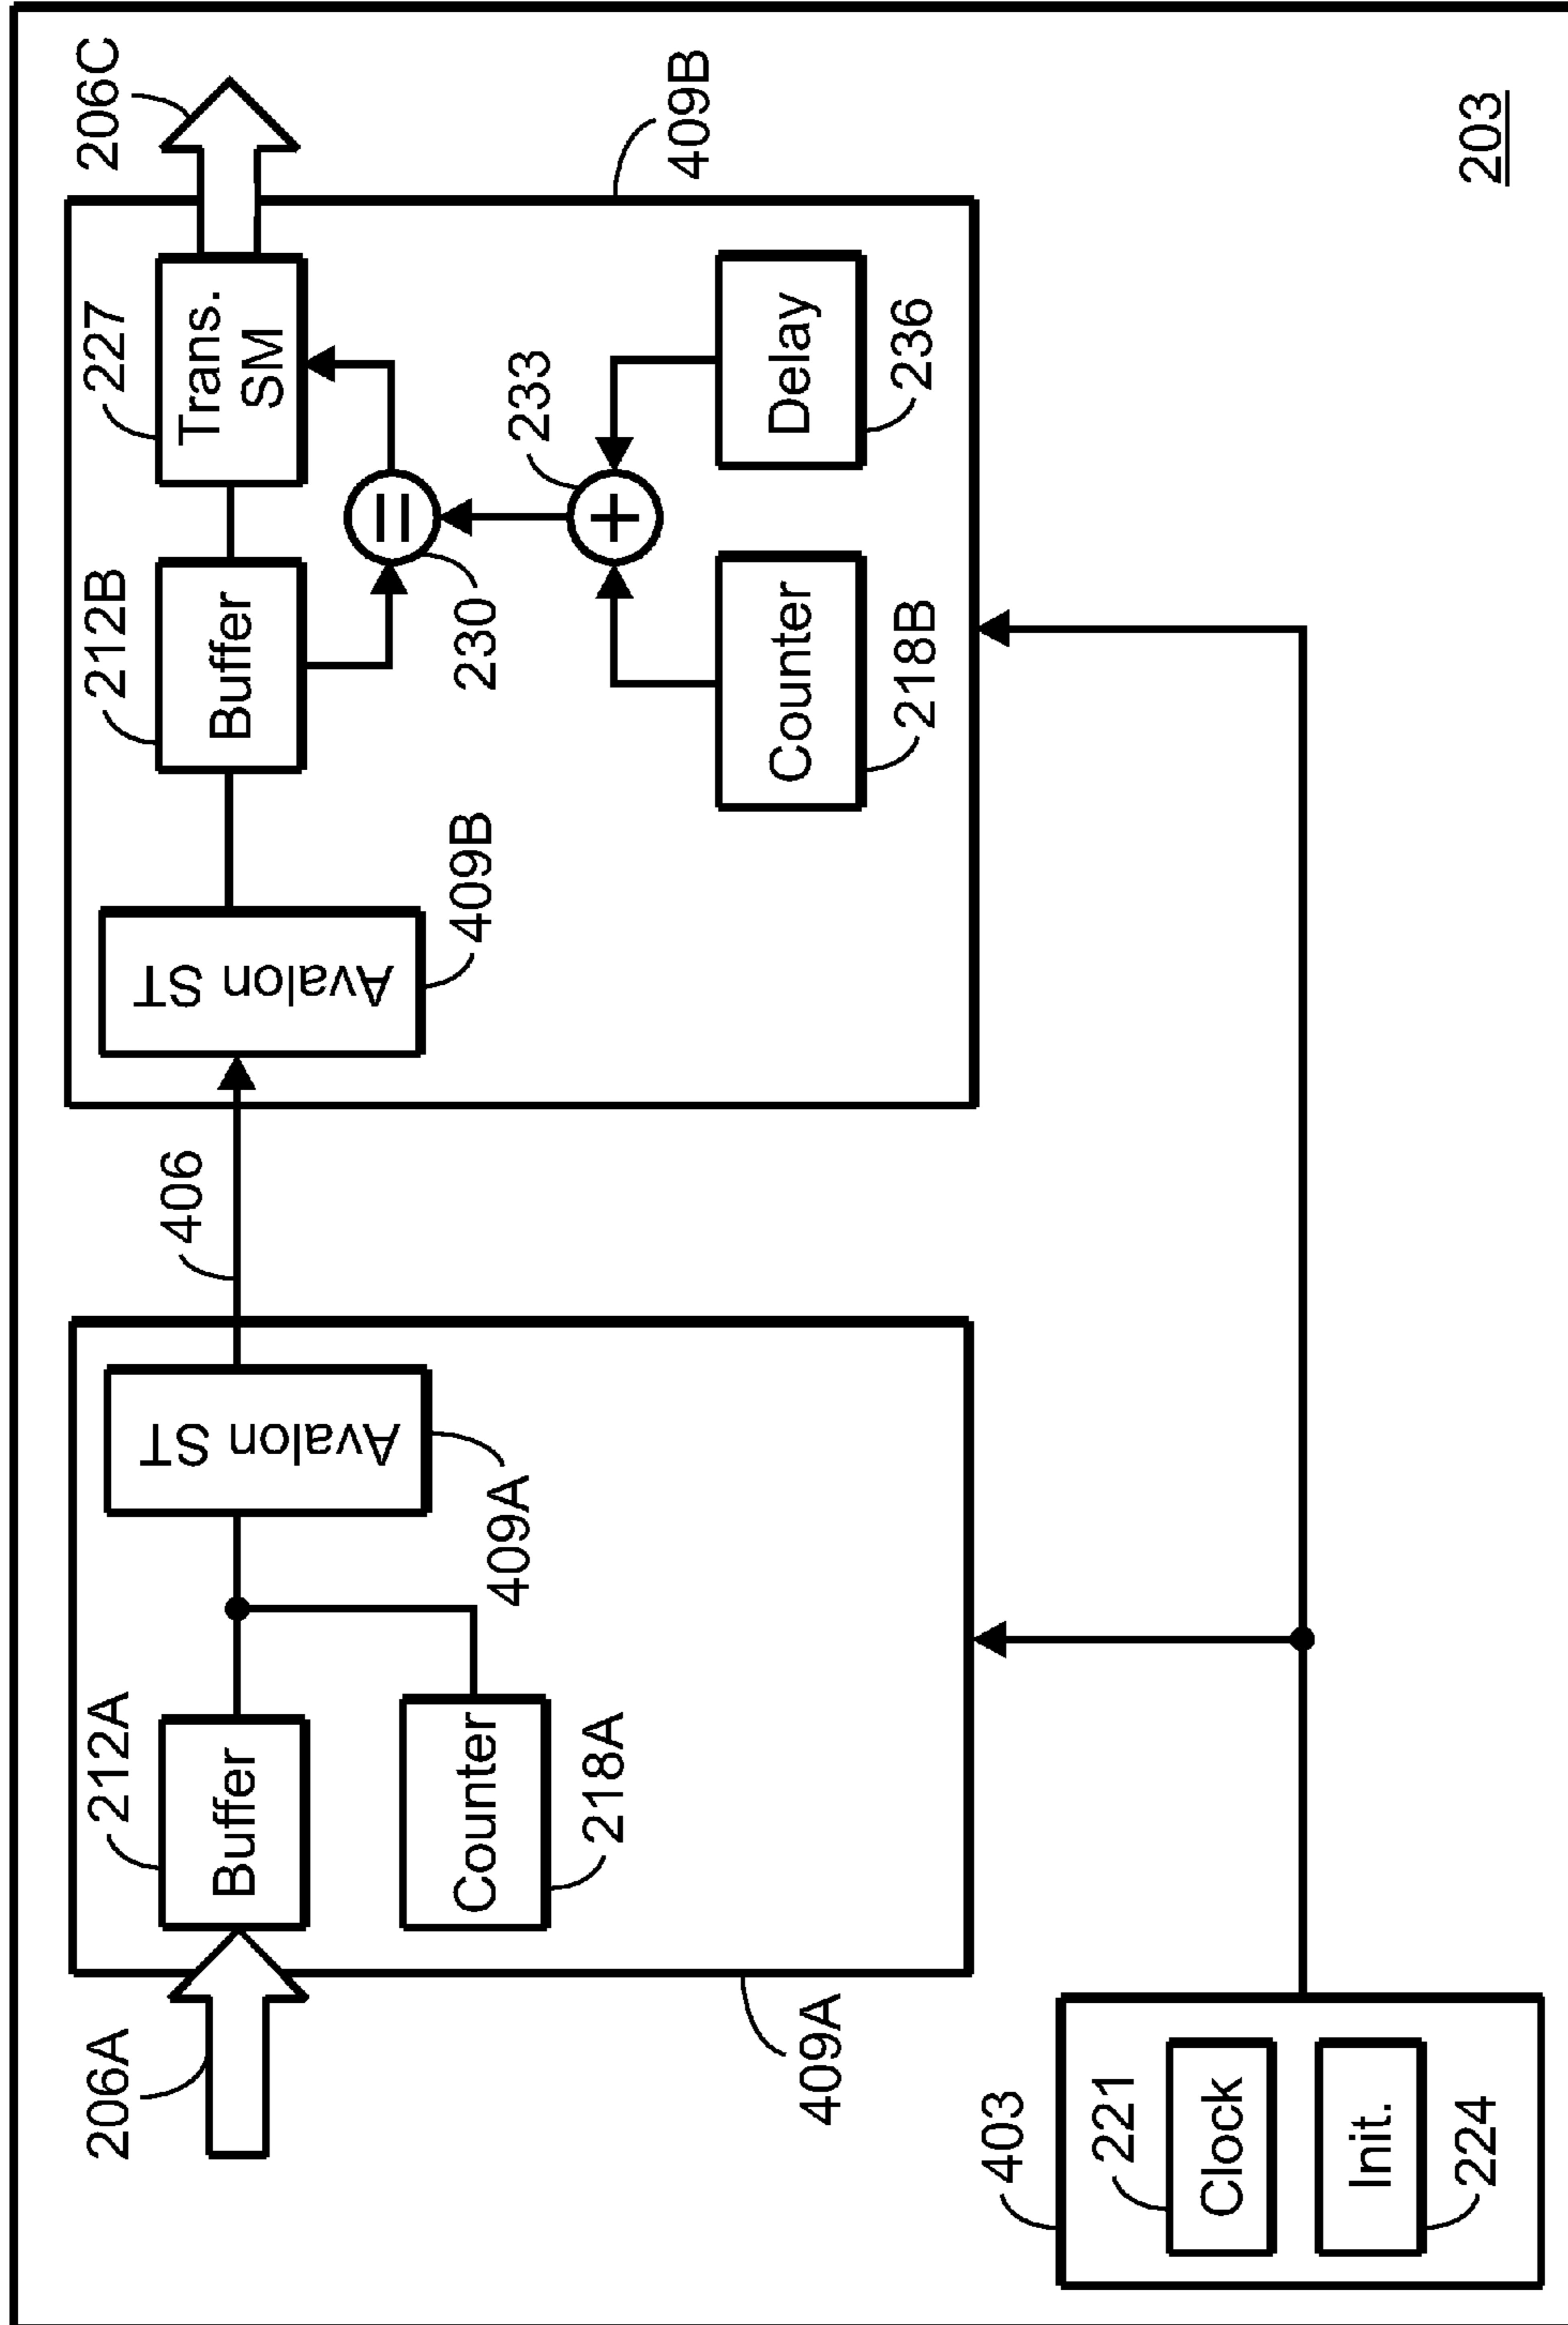 206A
212A
Buffer
Counter
218A
Avalon ST
409A
409A
406
Avalon ST
409B
212B
Buffer
227
Trans.
SM
206C
230
233
Counter
218B
Delay
236
409B
403
221
Clock
Init.
224
203